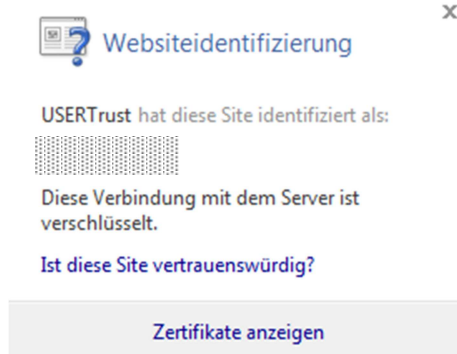 x
Websiteidentifizierung
USERTrust hat diese Site identifiziert als:
Diese Verbindung mit dem Server ist
verschlüsselt.
Ist diese Site vertrauenswürdig?
Zertifikate anzeigen